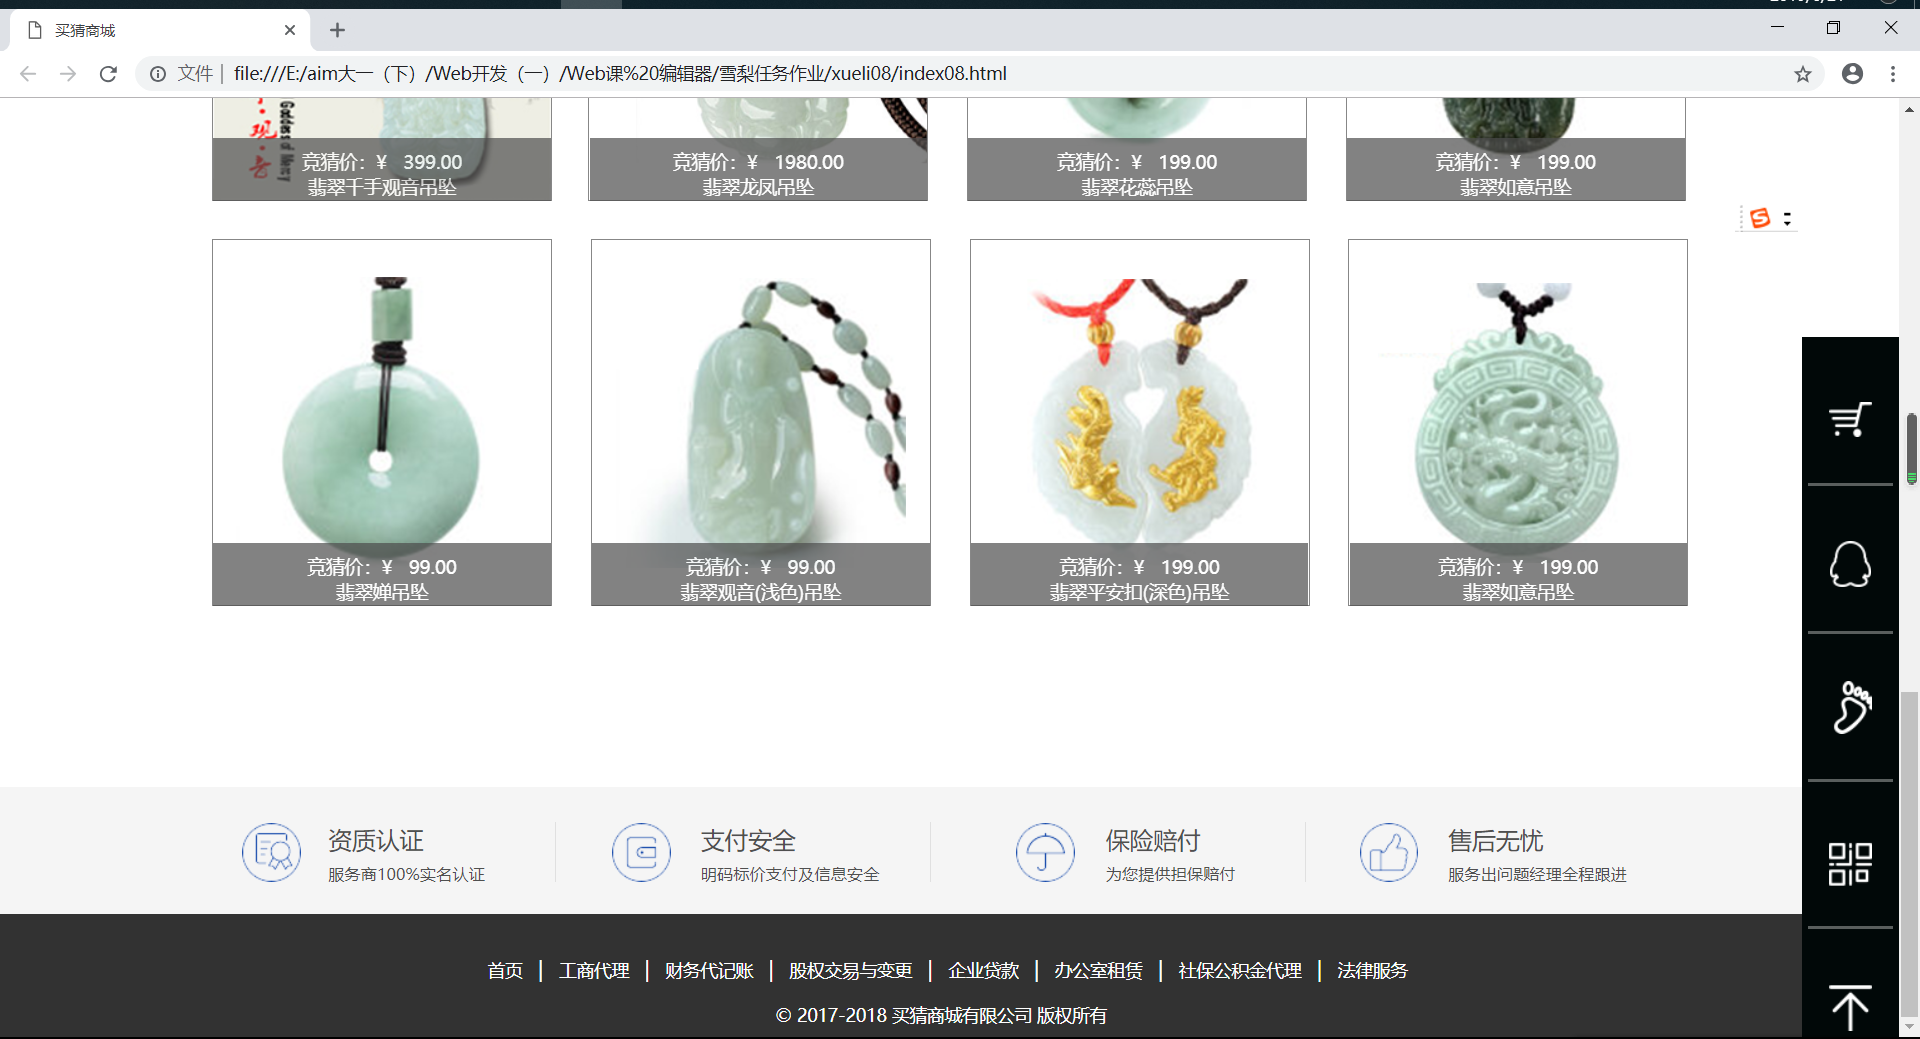 买猜商城
文件 | file:///E:/aim大一（下）/Web开发（一）/Web课%20编辑器/雪梨任务作业/xueli08/index08.html
观·音
Goddess of Mercy
竞猜价：¥ 399.00
翡翠千手观音吊坠
竞猜价：¥ 1980.00
翡翠龙凤吊坠
竞猜价：¥ 199.00
翡翠花蕊吊坠
竞猜价：¥ 199.00
翡翠如意吊坠
S
竞猜价：¥ 99.00
翡翠蝉吊坠
竞猜价：¥ 99.00
翡翠观音(浅色)吊坠
竞猜价：¥ 199.00
翡翠平安扣(深色)吊坠
竞猜价：¥ 199.00
翡翠如意吊坠
资质认证
服务商100%实名认证
支付安全
明码标价支付及信息安全
保险赔付
为您提供担保赔付
售后无忧
服务出问题经理全程跟进
首页 | 工商代理 | 财务代记账 | 股权交易与变更 | 企业贷款 | 办公室租赁 | 社保公积金代理 | 法律服务
© 2017-2018 买猜商城有限公司 版权所有